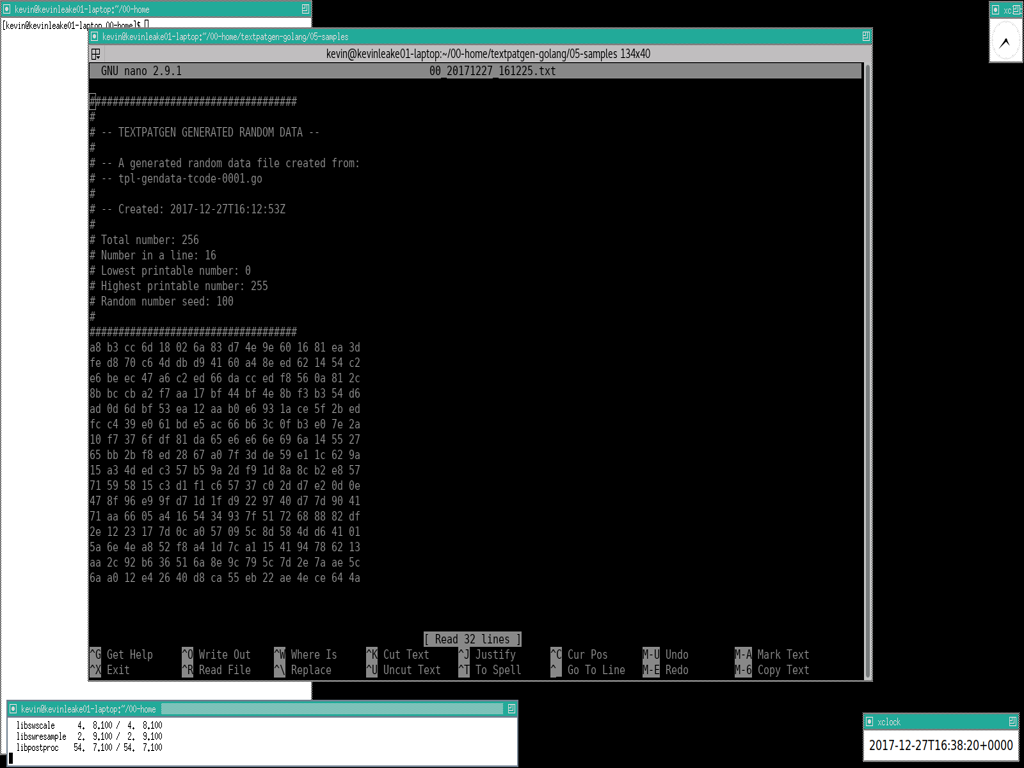 kevin@kevinleake01-laptop:~/00-home
[kevin@kevinleake01-laptop 00-home]$
xc
kevin@kevinleake01-laptop:~/00-home/textpatgen-golang/05-samples
kevin@kevinleake01-laptop:~/00-home/textpatgen-golang/05-samples 134x40
GNU nano 2.9.1 00_20171227_161225.txt
####################################
#
# -- TEXTPATGEN GENERATED RANDOM DATA --
#
# -- A generated random data file created from:
# -- tpl-gendata-tcode-0001.go
#
# -- Created: 2017-12-27T16:12:53Z
#
# Total number: 256
# Number in a line: 16
# Lowest printable number: 0
# Highest printable number: 255
# Random number seed: 100
#
####################################
a8 b3 cc 6d 18 02 6a 83 d7 4e 9e 60 16 81 ea 3d
fe d8 70 c6 4d db d9 41 60 a4 8e ed 62 14 54 c2
e6 be ec 47 a6 c2 ed 66 da cc ed f8 56 0a 81 2c
8b bc cb a2 f7 aa 17 bf 44 bf 4e 8b f3 b3 54 d6
ad 0d 6d bf 53 ea 12 aa b0 e6 93 1a ce 5f 2b ed
fc c4 39 e0 61 bd e5 ac 66 b6 3c 0f b3 e0 7e 2a
10 f7 37 6f df 81 da 65 e6 e6 6e 69 6a 14 55 27
65 bb 2b f8 ed 28 67 a0 7f 3d de 59 e1 1c 62 9a
15 a3 4d ed c3 57 b5 9a 2d f9 1d 8a 8c b2 e8 57
71 59 58 15 c3 d1 f1 c6 57 37 c0 2d d7 e2 0d 0e
47 8f 96 e9 9f d7 1d 1f d9 22 97 40 d7 7d 90 41
71 aa 66 05 a4 16 54 34 93 7f 51 72 68 88 82 df
2e 12 23 17 7d 0c a0 57 09 5c 8d 58 4d d6 41 01
5a 6e 4e a8 52 f8 a4 1d 7c a1 15 41 94 78 62 13
aa 2c 92 b6 36 51 6a 8e 9c 79 5c 7d 2e 7a ae 5c
6a a0 12 e4 26 40 d8 ca 55 eb 22 ae 4e ce 64 4a
[ Read 32 lines ]
^G Get Help ^O Write Out ^W Where Is ^K Cut Text ^J Justify ^C Cur Pos M-U Undo M-A Mark Text
^X Exit ^R Read File ^\ Replace ^U Uncut Text ^T To Spell ^_ Go To Line M-E Redo M-6 Copy Text
kevin@kevinleake01-laptop:~/00-home
libswscale 4. 8.100 / 4. 8.100
libswresample 2. 9.100 / 2. 9.100
libpostproc 54. 7.100 / 54. 7.100
xclock
2017-12-27T16:38:20+0000